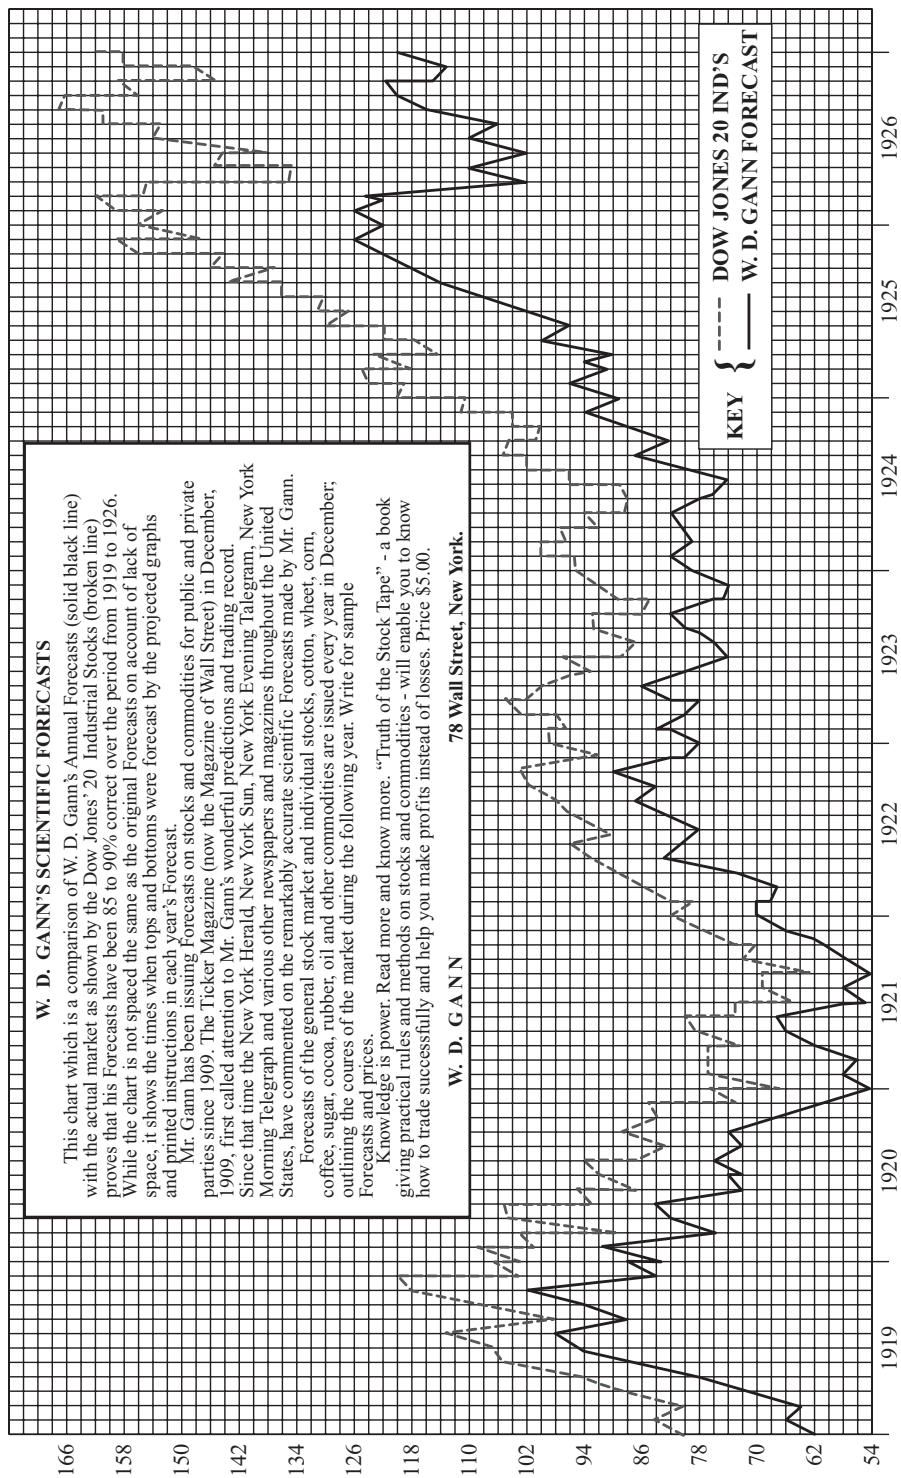 W. D. GANN'S SCIENTIFIC FORECASTS
This chart which is a comparison of W. D. Gann's Annual Forecasts (solid black line)
with the actual market as shown by the Dow Jones' 20 Industrial Stocks (broken line)
proves that his Forecasts have been 85 to 90% correct over the period from 1919 to 1926.
While the chart is not spaced the same as the original Forecasts on account of lack of
space, it shows the times when tops and bottoms were forecast by the projected graphs
and printed instructions in each year's Forecast.
Mr. Gann has been issuing Forecasts on stocks and commodities for public and private
parties since 1909. The Ticker Magazine (now the Magazine of Wall Street) in December,
1909, first called attention to Mr. Gann's wonderful predictions and trading record.
Since that time the New York Herald, New York Sun, New York Evening Talegram, New York
Morning Telegraph and various other newspapers and magazines throughout the United
States, have commented on the remarkably accurate scientific Forecasts made by Mr. Gann.
Forecasts of the general stock market and individual stocks, cotton, wheet, corn,
coffee, sugar, cocoa, rubber, oil and other commodities are issued every year in December;
outlining the coures of the market during the following year. Write for sample
Forecasts and prices.
Knowledge is power. Read more and know more. "Truth of the Stock Tape" - a book
giving practical rules and methods on stocks and commodities - will enable you to know
how to trade successfully and help you make profits instead of losses. Price $5.00.
W. D. GANN 78 Wall Street, New York.
KEY { DOW JONES 20 IND'S
W. D. GANN FORECAST
166
158
150
142
134
126
118
110
102
94
86
78
70
62
54
1919 1920 1921 1922 1923 1924 1925 1926